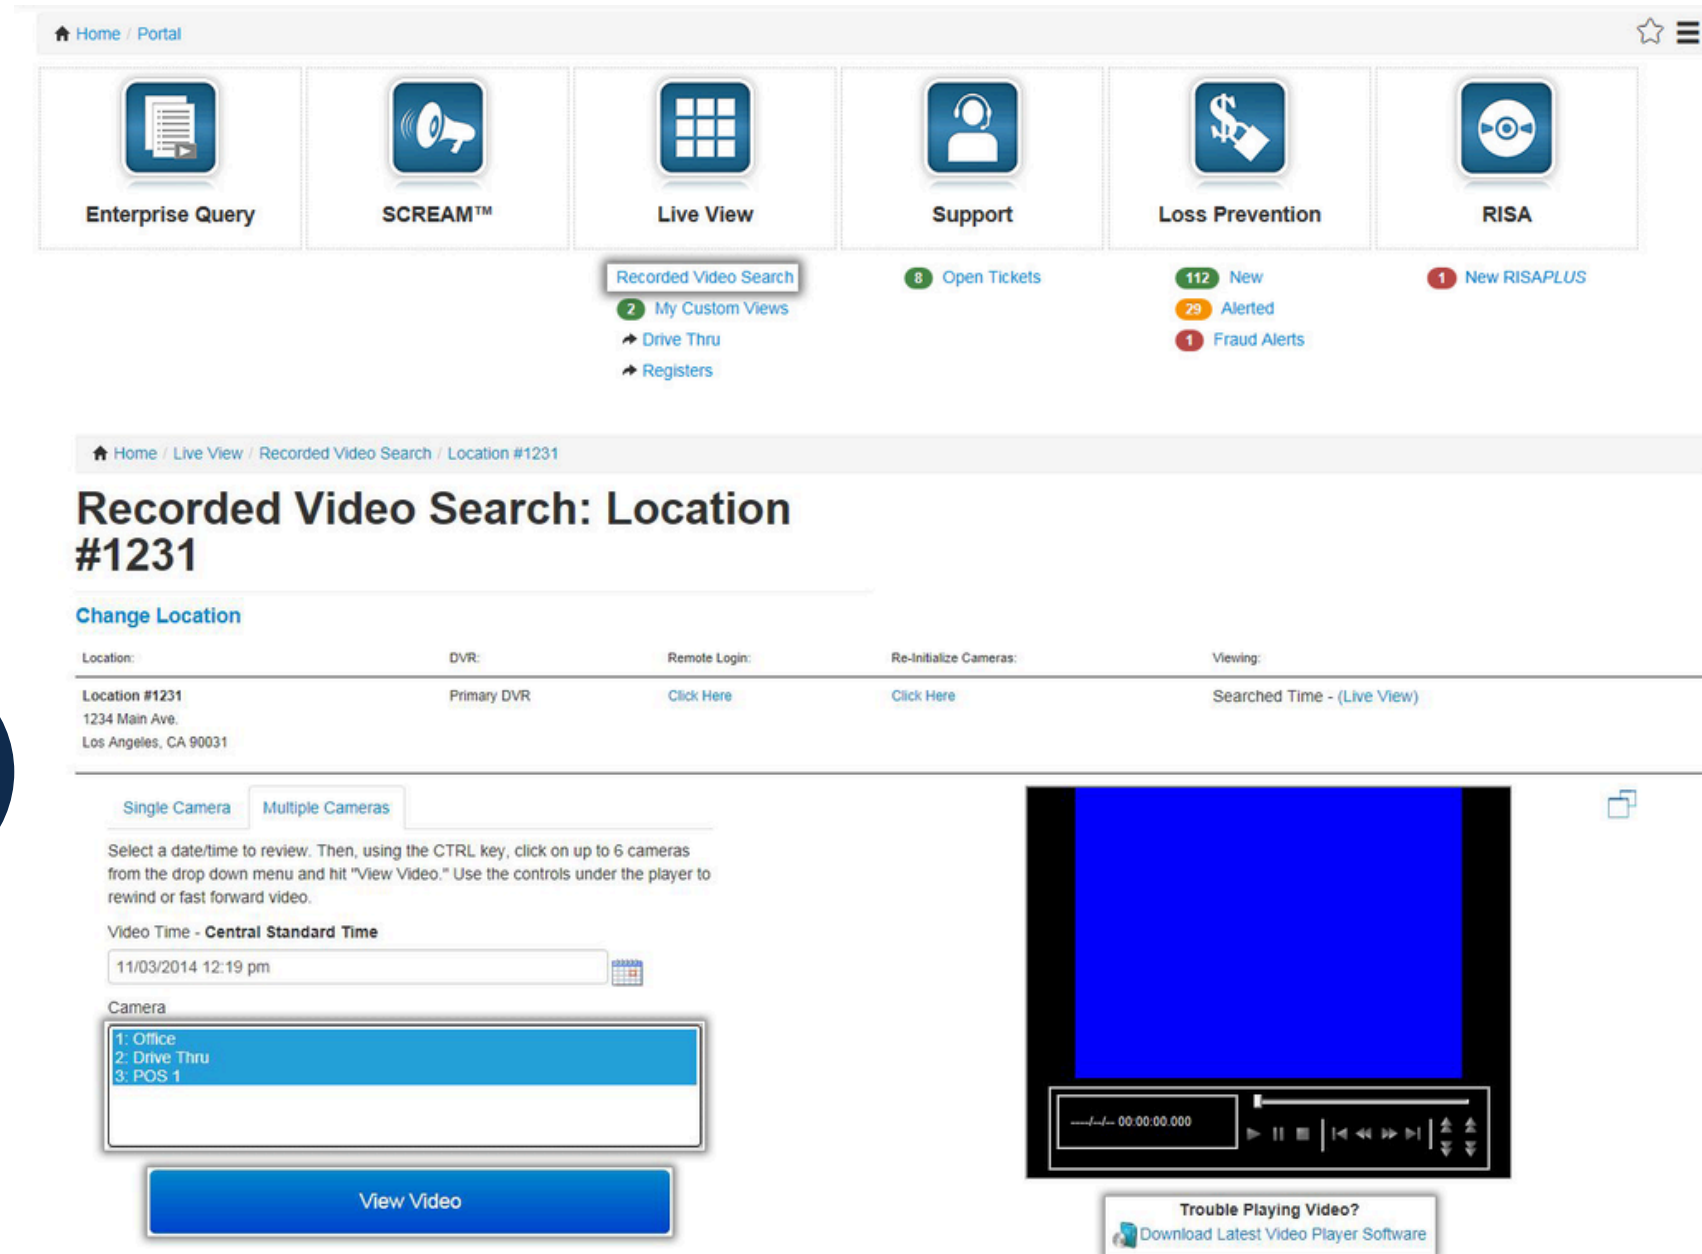 Home / Portal
Enterprise Query
SCREAM™
Live View
Support
Loss Prevention
RISA
Recorded Video Search
2 My Custom Views
Drive Thru
Registers
8 Open Tickets
112 New
29 Alerted
1 Fraud Alerts
1 New RISAPLUS
Home / Live View / Recorded Video Search / Location #1231
Recorded Video Search: Location
#1231
Change Location
Location: DVR: Remote Login: Re-Initialize Cameras: Viewing:
Location #1231 Primary DVR Click Here Click Here Searched Time - (Live View)
1234 Main Ave.
Los Angeles, CA 90031
Single Camera Multiple Cameras
Select a date/time to review. Then, using the CTRL key, click on up to 6 cameras
from the drop down menu and hit "View Video." Use the controls under the player to
rewind or fast forward video.
Video Time - Central Standard Time
11/03/2014 12:19 pm
Camera
1: Office
2: Drive Thru
3: POS 1
View Video
----/--/-- 00:00:00.000
Trouble Playing Video?
Download Latest Video Player Software